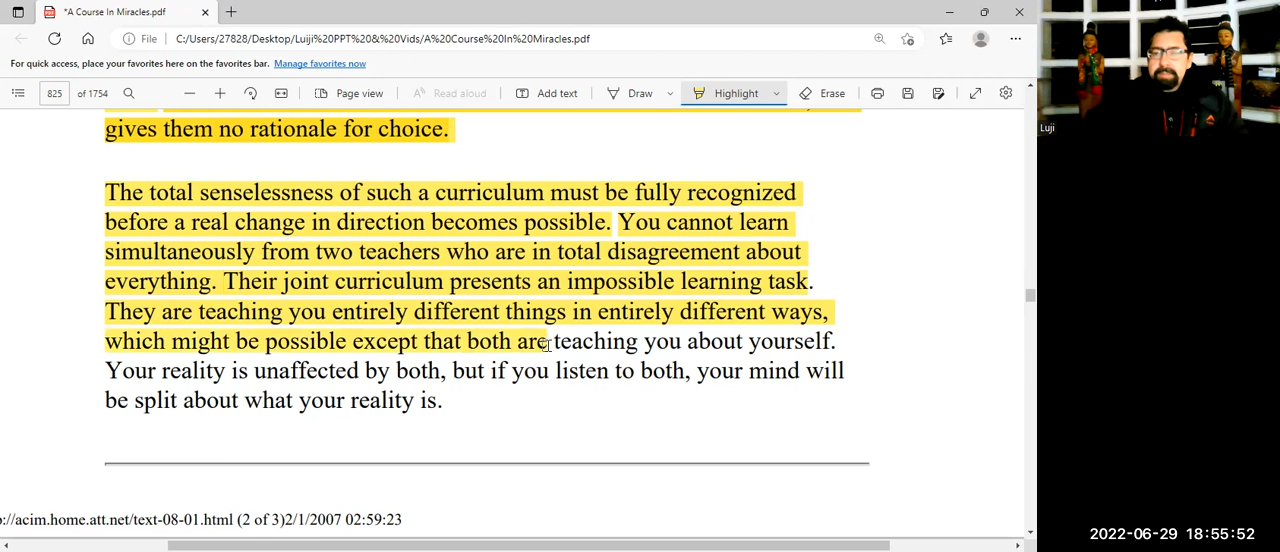 *A Course In Miracles.pdf
File C:/Users/27828/Desktop/Luiji%20PPT%20&%20Vids/A%20Course%20In%20Miracles.pdf
For quick access, place your favorites here on the favorites bar. Manage favorites now
825 of 1754 Page view Read aloud Add text Draw Highlight Erase
gives them no rationale for choice.
The total senselessness of such a curriculum must be fully recognized
before a real change in direction becomes possible. You cannot learn
simultaneously from two teachers who are in total disagreement about
everything. Their joint curriculum presents an impossible learning task.
They are teaching you entirely different things in entirely different ways,
which might be possible except that both are teaching you about yourself.
Your reality is unaffected by both, but if you listen to both, your mind will
be split about what your reality is.
://acim.home.att.net/text-08-01.html (2 of 3)2/1/2007 02:59:23
Luji
2022-06-29 18:55:52